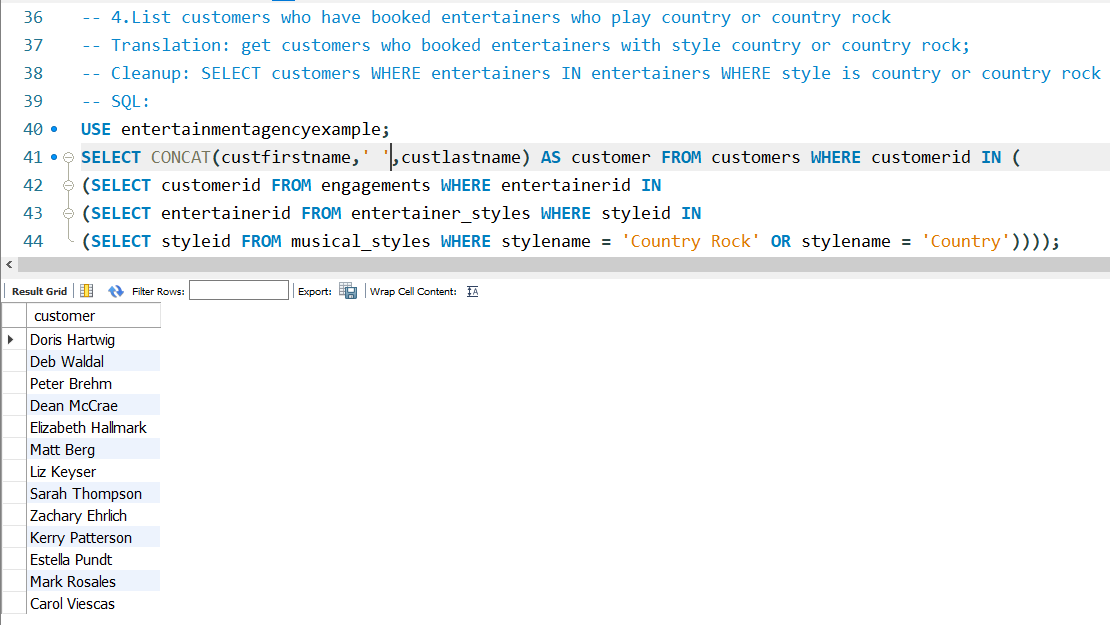 36 -- 4.List customers who have booked entertainers who play country or country rock
37 -- Translation: get customers who booked entertainers with style country or country rock;
38 -- Cleanup: SELECT customers WHERE entertainers IN entertainers WHERE style is country or country rock
39 -- SQL:
40 USE entertainmentagencyexample;
41 SELECT CONCAT(custfirstname,' ',custlastname) AS customer FROM customers WHERE customerid IN (
42 (SELECT customerid FROM engagements WHERE entertainerid IN
43 (SELECT entertainerid FROM entertainer_styles WHERE styleid IN
44 (SELECT styleid FROM musical_styles WHERE stylename = 'Country Rock' OR stylename = 'Country'))));
Result Grid Filter Rows: Export: Wrap Cell Content: IA
customer
Doris Hartwig
Deb Waldal
Peter Brehm
Dean McCrae
Elizabeth Hallmark
Matt Berg
Liz Keyser
Sarah Thompson
Zachary Ehrlich
Kerry Patterson
Estella Pundt
Mark Rosales
Carol Viescas